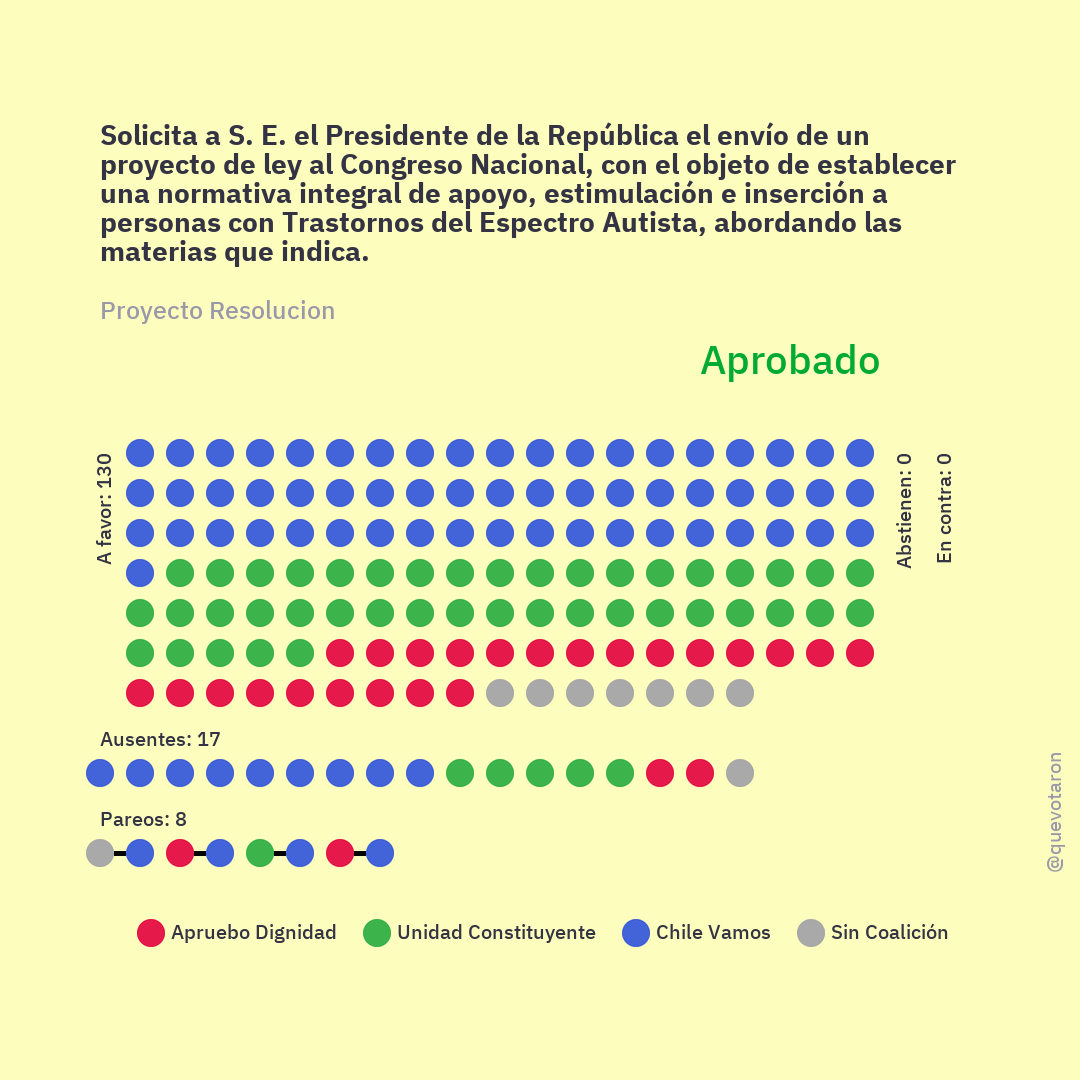 Solicita a S. E. el Presidente de la República el envío de un
proyecto de ley al Congreso Nacional, con el objeto de establecer
una normativa integral de apoyo, estimulación e inserción a
personas con Trastornos del Espectro Autista, abordando las
materias que indica.
Proyecto Resolucion
Aprobado
A favor: 130
Abstienen: 0
En contra: 0
Ausentes: 17
Pareos: 8
@quevotaron
Apruebo Dignidad
Unidad Constituyente
Chile Vamos
Sin Coalición